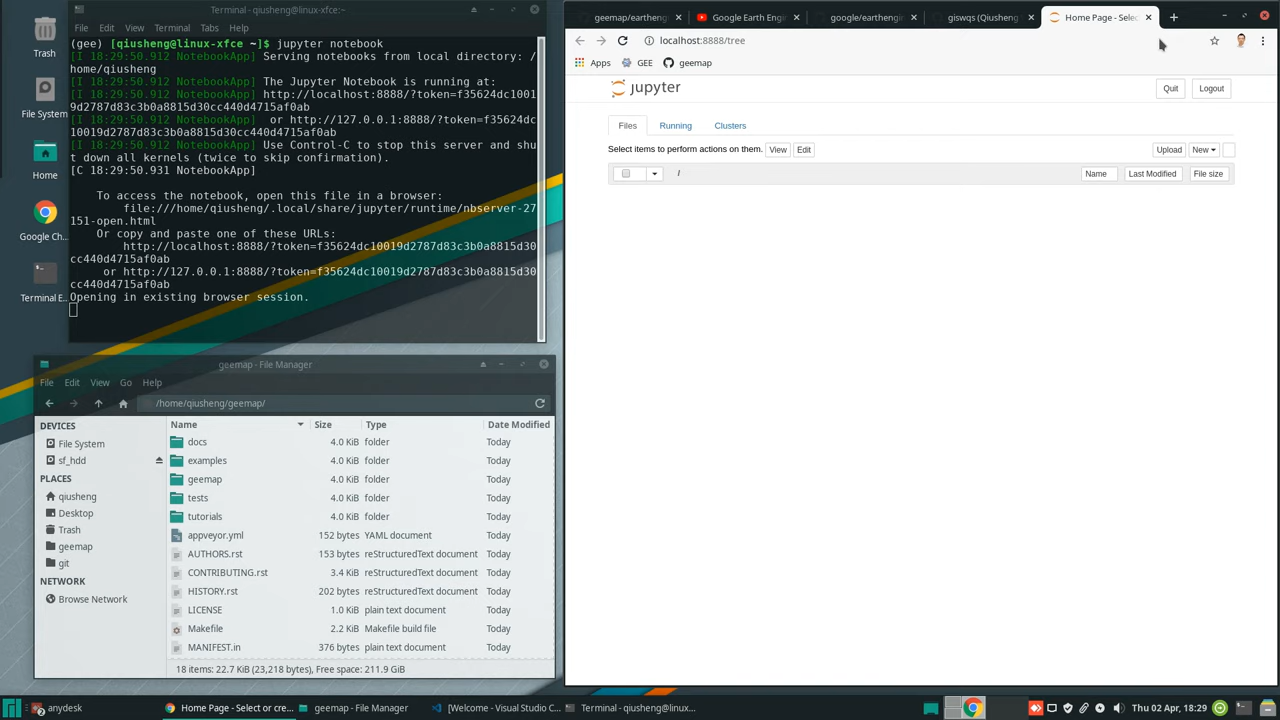 Trash
File System
Home
Google Ch...
Terminal E...
Terminal - qiusheng@linux-xfce:~
File Edit View Terminal Tabs Help
(gee) [qiusheng@linux-xfce ~]$ jupyter notebook
[I 18:29:50.912 NotebookApp] Serving notebooks from local directory: /
home/qiusheng
[I 18:29:50.912 NotebookApp] The Jupyter Notebook is running at:
[I 18:29:50.912 NotebookApp] http://localhost:8888/?token=f35624dc1001
9d2787d83c3b0a8815d30cc440d4715af0ab
[I 18:29:50.912 NotebookApp]  or http://127.0.0.1:8888/?token=f35624dc
10019d2787d83c3b0a8815d30cc440d4715af0ab
[I 18:29:50.912 NotebookApp] Use Control-C to stop this server and shu
t down all kernels (twice to skip confirmation).
[C 18:29:50.931 NotebookApp]
To access the notebook, open this file in a browser:
file:///home/qiusheng/.local/share/jupyter/runtime/nbserver-27
151-open.html
Or copy and paste one of these URLs:
http://localhost:8888/?token=f35624dc10019d2787d83c3b0a8815d30
cc440d4715af0ab
or http://127.0.0.1:8888/?token=f35624dc10019d2787d83c3b0a8815d30
cc440d4715af0ab
Opening in existing browser session.
geemap - File Manager
File Edit View Go Help
/home/qiusheng/geemap/
DEVICES
File System
sf_hdd
PLACES
qiusheng
Desktop
Trash
geemap
git
NETWORK
Browse Network
Name Size Type Date Modified
docs 4.0 KiB folder Today
examples 4.0 KiB folder Today
geemap 4.0 KiB folder Today
tests 4.0 KiB folder Today
tutorials 4.0 KiB folder Today
appveyor.yml 152 bytes YAML document Today
AUTHORS.rst 153 bytes reStructuredText document Today
CONTRIBUTING.rst 3.4 KiB reStructuredText document Today
HISTORY.rst 202 bytes reStructuredText document Today
LICENSE 1.0 KiB plain text document Today
Makefile 2.2 KiB Makefile build file Today
MANIFEST.in 376 bytes plain text document Today
18 items: 22.7 KiB (23,218 bytes), Free space: 211.9 GiB
geemap/eartheng Google Earth Engine google/earthengin giswqs (Qiusheng Home Page - Selec
localhost:8888/tree
Apps GEE geemap
jupyter Quit Logout
Files Running Clusters
Select items to perform actions on them. View Edit Upload New
/ Name Last Modified File size
anydesk Home Page - Select or cre... geemap - File Manager [Welcome - Visual Studio C... Terminal - qiusheng@linux... Thu 02 Apr, 18:29